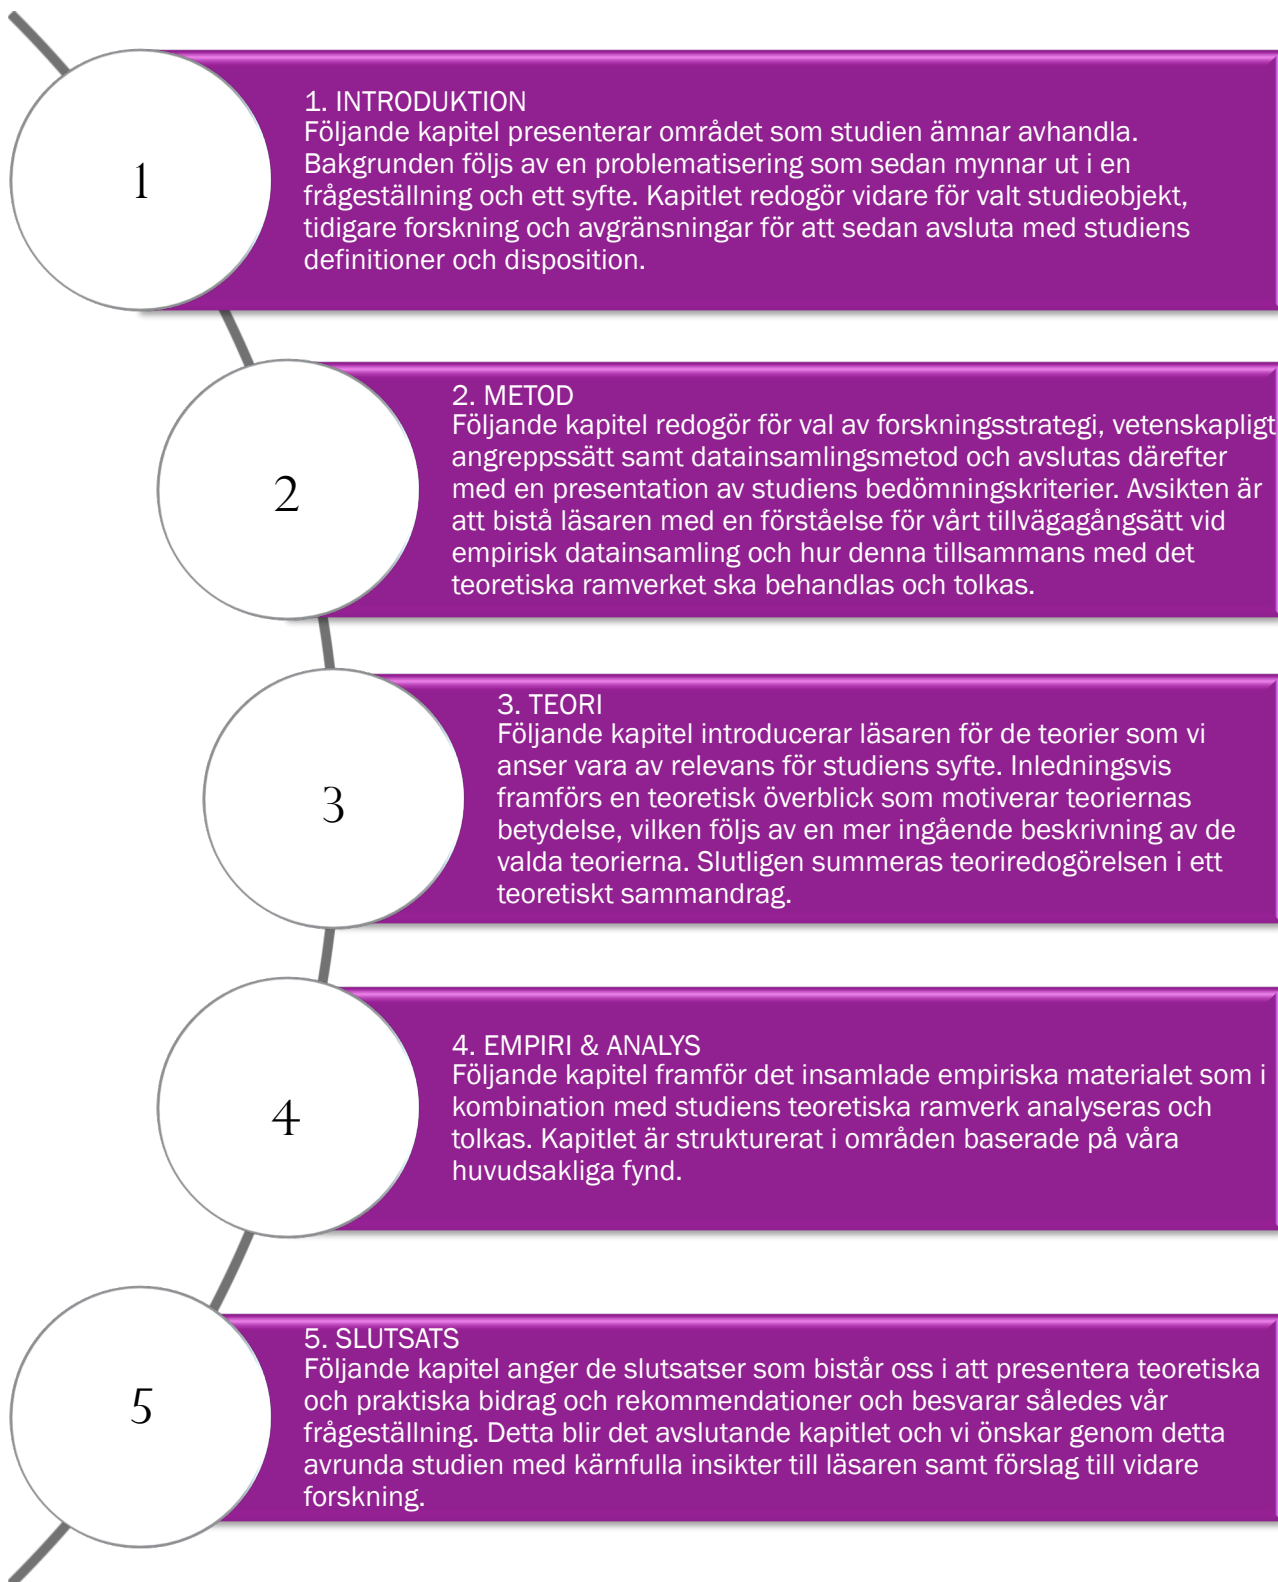 1
1. INTRODUKTION
Följande kapitel presenterar området som studien ämnar avhandla.
Bakgrunden följs av en problematisering som sedan mynnar ut i en
frågeställning och ett syfte. Kapitlet redogör vidare för valt studieobjekt,
tidigare forskning och avgränsningar för att sedan avsluta med studiens
definitioner och disposition.
2
2. METOD
Följande kapitel redogör för val av forskningsstrategi, vetenskapligt
angreppssätt samt datainsamlingsmetod och avslutas därefter
med en presentation av studiens bedömningskriterier. Avsikten är
att bistå läsaren med en förståelse för vårt tillvägagångsätt vid
empirisk datainsamling och hur denna tillsammans med det
teoretiska ramverket ska behandlas och tolkas.
3
3. TEORI
Följande kapitel introducerar läsaren för de teorier som vi
anser vara av relevans för studiens syfte. Inledningsvis
framförs en teoretisk överblick som motiverar teoriernas
betydelse, vilken följs av en mer ingående beskrivning av de
valda teorierna. Slutligen summeras teoriredogörelsen i ett
teoretiskt sammandrag.
4
4. EMPIRI & ANALYS
Följande kapitel framför det insamlade empiriska materialet som i
kombination med studiens teoretiska ramverk analyseras och
tolkas. Kapitlet är strukturerat i områden baserade på våra
huvudsakliga fynd.
5
5. SLUTSATS
Följande kapitel anger de slutsatser som bistår oss i att presentera teoretiska
och praktiska bidrag och rekommendationer och besvarar således vår
frågeställning. Detta blir det avslutande kapitlet och vi önskar genom detta
avrunda studien med kärnfulla insikter till läsaren samt förslag till vidare
forskning.